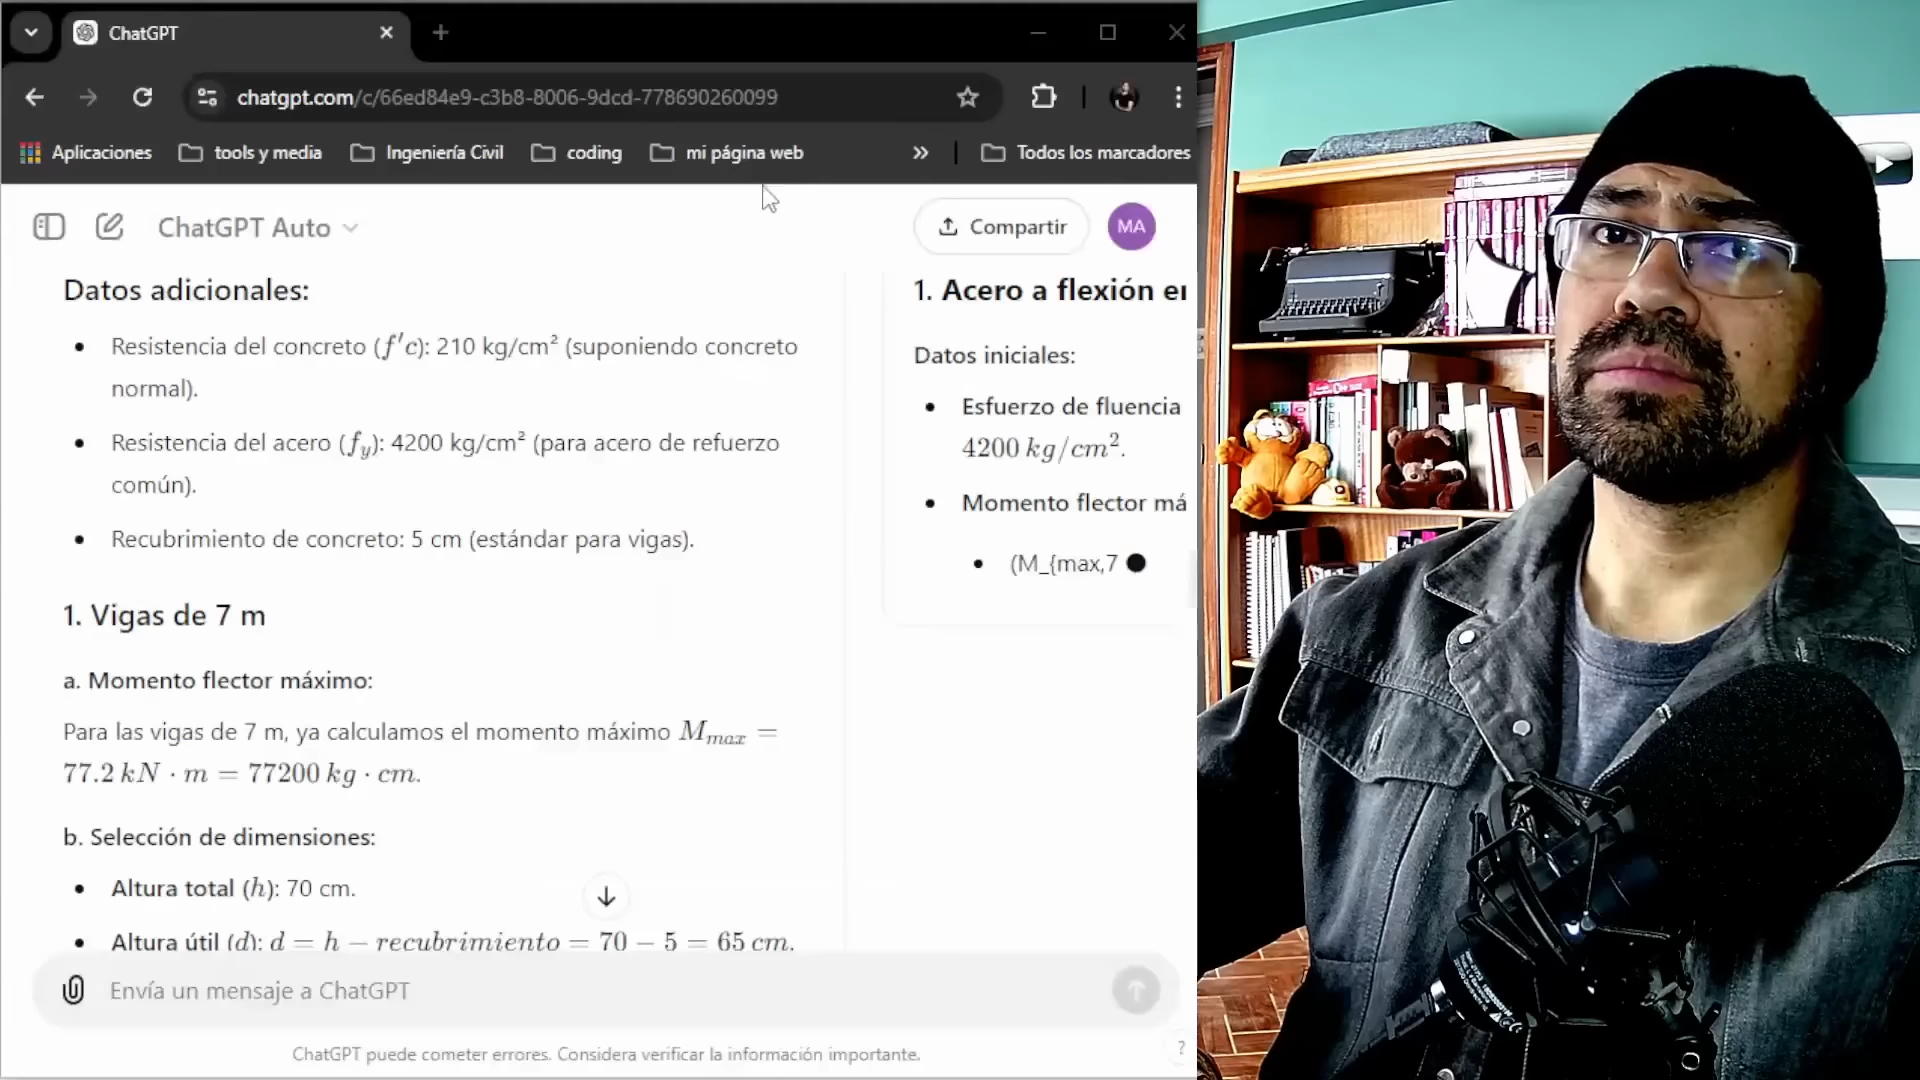 ChatGPT
chatgpt.com/c/66ed84e9-c3b8-8006-9dcd-778690260099
Aplicaciones
tools y media
Ingeniería Civil
coding
mi página web
»
Todos los marcadores
ChatGPT Auto
Compartir
MA
Datos adicionales:
• Resistencia del concreto (f′c): 210 kg/cm² (suponiendo concreto
normal).
• Resistencia del acero (f_y): 4200 kg/cm² (para acero de refuerzo
común).
• Recubrimiento de concreto: 5 cm (estándar para vigas).
1. Vigas de 7 m
a. Momento flector máximo:
Para las vigas de 7 m, ya calculamos el momento máximo M_max =
77.2 kN · m = 77200 kg · cm.
b. Selección de dimensiones:
• Altura total (h): 70 cm.
• Altura útil (d): d = h − recubrimiento = 70 − 5 = 65 cm.
1. Acero a flexión en
Datos iniciales:
• Esfuerzo de fluencia
4200 kg/cm².
• Momento flector má
• (M_{max,7
Envía un mensaje a ChatGPT
ChatGPT puede cometer errores. Considera verificar la información importante.
?